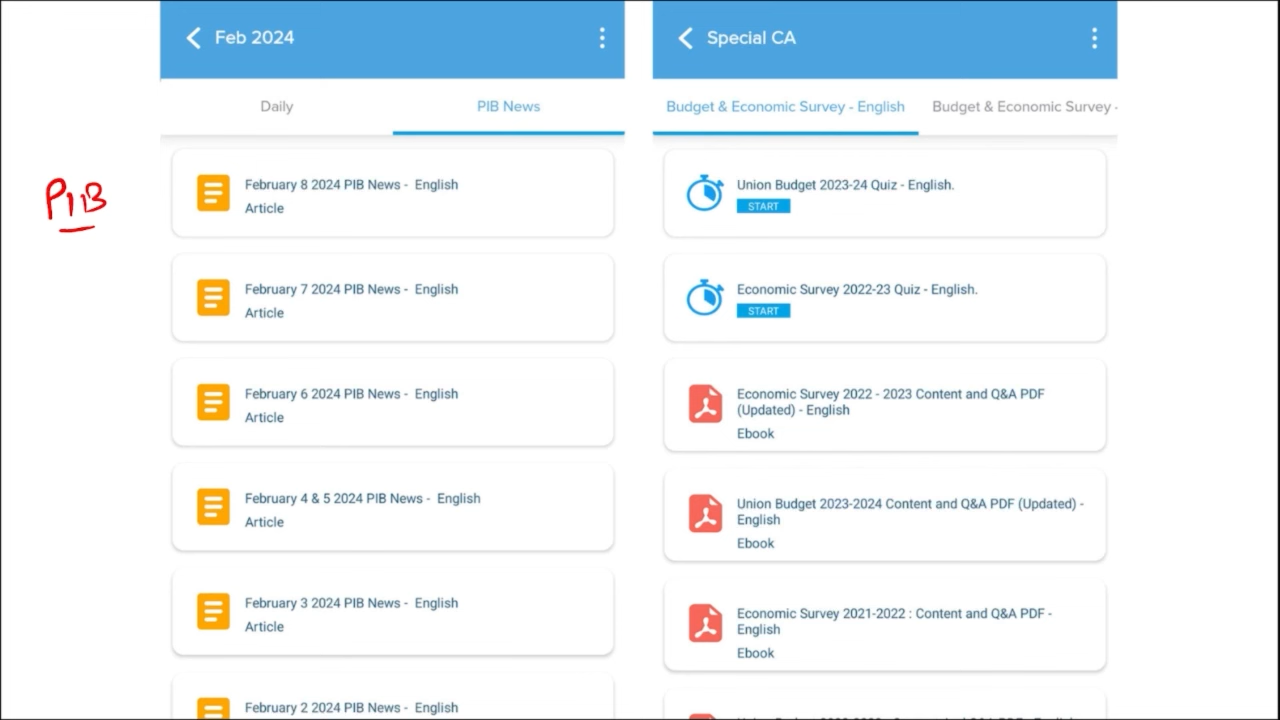 PIB
Feb 2024
Daily
PIB News
February 8 2024 PIB News - English
Article
February 7 2024 PIB News - English
Article
February 6 2024 PIB News - English
Article
February 4 & 5 2024 PIB News - English
Article
February 3 2024 PIB News - English
Article
February 2 2024 PIB News - English
Special CA
Budget & Economic Survey - English
Budget & Economic Survey -
Union Budget 2023-24 Quiz - English.
START
Economic Survey 2022-23 Quiz - English.
START
Economic Survey 2022 - 2023 Content and Q&A PDF
(Updated) - English
Ebook
Union Budget 2023-2024 Content and Q&A PDF (Updated) -
English
Ebook
Economic Survey 2021-2022 : Content and Q&A PDF -
English
Ebook